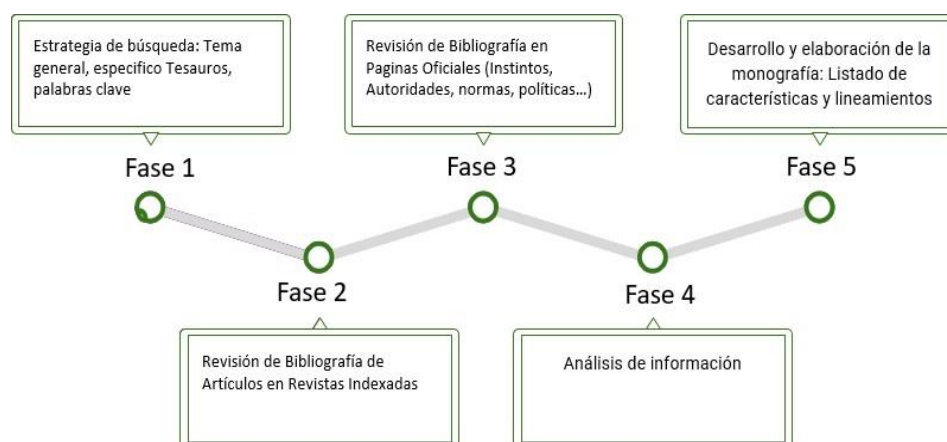 Estrategia de búsqueda: Tema
general, especifico Tesauros,
palabras clave
Fase 1
Revisión de Bibliografía de
Artículos en Revistas Indexadas
Fase 2
Revisión de Bibliografía en
Paginas Oficiales (Instintos,
Autoridades, normas, políticas...)
Fase 3
Análisis de información
Fase 4
Desarrollo y elaboración de la
monografía: Listado de
características y lineamientos
Fase 5